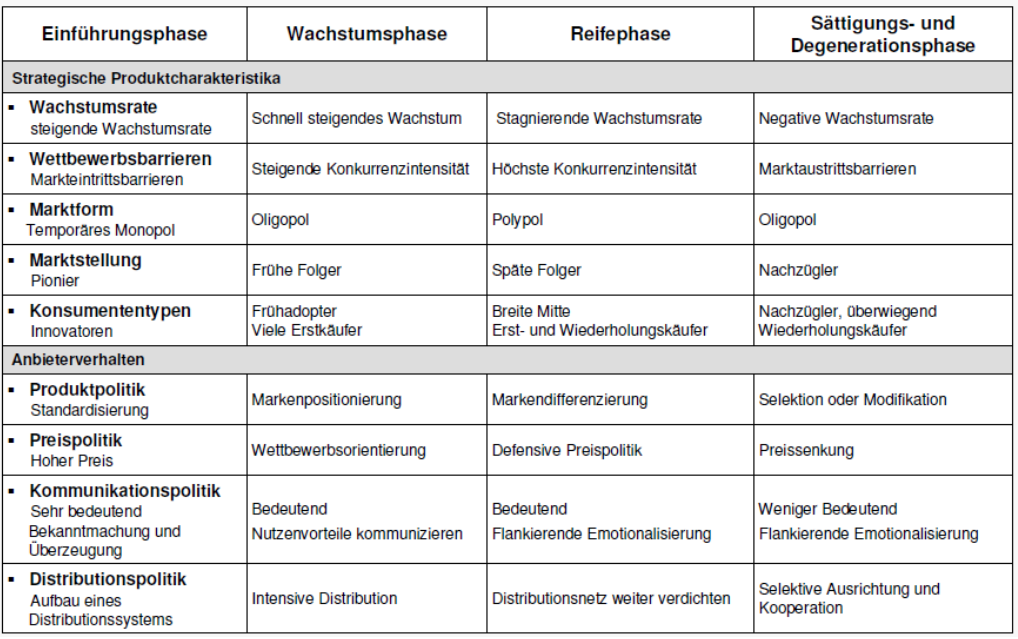 Einführungsphase
Wachstumsphase
Reifephase
Sättigungs- und
Degenerationsphase
Strategische Produktcharakteristika
▪ Wachstumsrate
steigende Wachstumsrate
Schnell steigendes Wachstum
Stagnierende Wachstumsrate
Negative Wachstumsrate
▪ Wettbewerbsbarrieren
Markteintrittsbarrieren
Steigende Konkurrenzintensität
Höchste Konkurrenzintensität
Marktaustrittsbarrieren
▪ Marktform
Temporäres Monopol
Oligopol
Polypol
Oligopol
▪ Marktstellung
Pionier
Frühe Folger
Späte Folger
Nachzügler
▪ Konsumententypen
Innovatoren
Frühadopter
Viele Erstkäufer
Breite Mitte
Erst- und Wiederholungskäufer
Nachzügler, überwiegend
Wiederholungskäufer
Anbieterverhalten
▪ Produktpolitik
Standardisierung
Markenpositionierung
Markendifferenzierung
Selektion oder Modifikation
▪ Preispolitik
Hoher Preis
Wettbewerbsorientierung
Defensive Preispolitik
Preissenkung
▪ Kommunikationspolitik
Sehr bedeutend
Bekanntmachung und
Überzeugung
Bedeutend
Nutzenvorteile kommunizieren
Bedeutend
Flankierende Emotionalisierung
Weniger Bedeutend
Flankierende Emotionalisierung
▪ Distributionspolitik
Aufbau eines
Distributionssystems
Intensive Distribution
Distributionsnetz weiter verdichten
Selektive Ausrichtung und
Kooperation